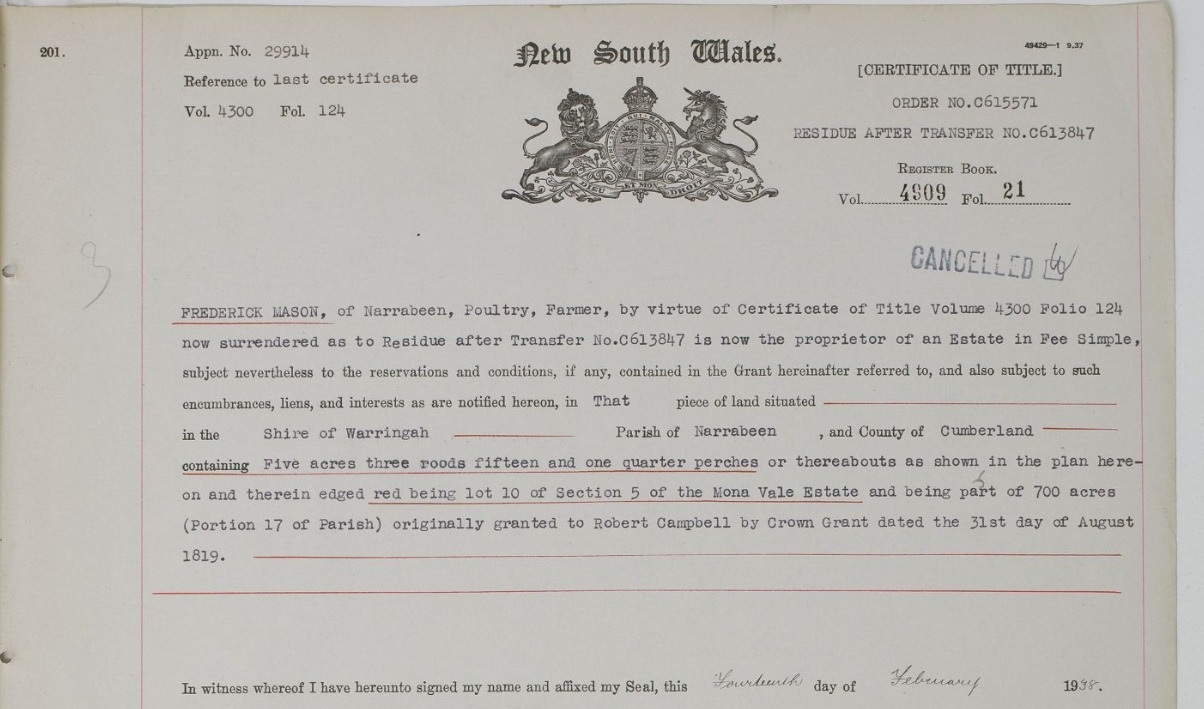 201.
Appn. No. 29914
Reference to last certificate
Vol. 4300 Fol. 124
New South Wales.
DIEU ET MON DROIT
49429—1 9.37
[CERTIFICATE OF TITLE.]
ORDER NO.C615571
RESIDUE AFTER TRANSFER NO.C613847
REGISTER BOOK.
Vol. 4909 Fol. 21
CANCELLED
FREDERICK MASON, of Narrabeen, Poultry, Farmer, by virtue of Certificate of Title Volume 4300 Folio 124
now surrendered as to Residue after Transfer No.C613847 is now the proprietor of an Estate in Fee Simple,
subject nevertheless to the reservations and conditions, if any, contained in the Grant hereinafter referred to, and also subject to such
encumbrances, liens, and interests as are notified hereon, in That piece of land situated
in the Shire of Warringah Parish of Narrabeen , and County of Cumberland
containing Five acres three roods fifteen and one quarter perches or thereabouts as shown in the plan here-
on and therein edged red being lot 10 of Section 5 of the Mona Vale Estate and being part of 700 acres
(Portion 17 of Parish) originally granted to Robert Campbell by Crown Grant dated the 31st day of August
1819.
In witness whereof I have hereunto signed my name and affixed my Seal, this Fourteenth day of February 1938.